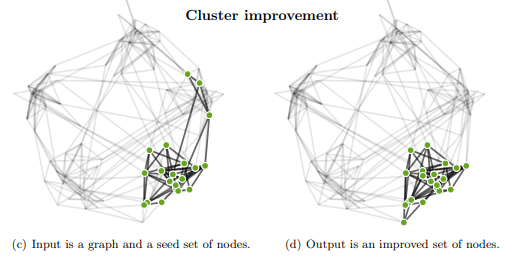 Cluster improvement
(c) Input is a graph and a seed set of nodes.
(d) Output is an improved set of nodes.